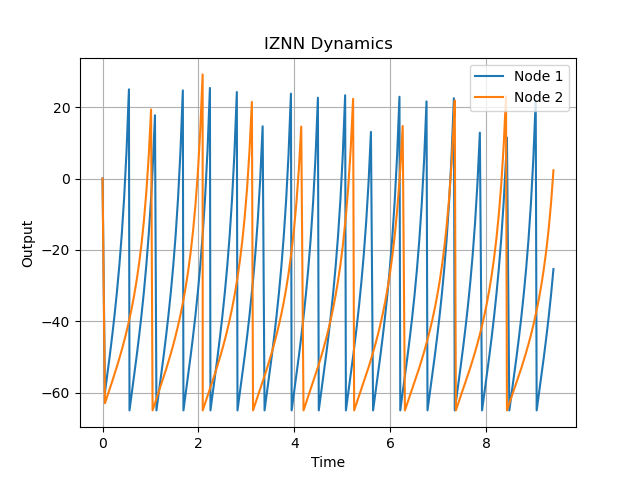 IZNN Dynamics
Node 1
Node 2
Output
20
0
−20
−40
−60
0 2 4 6 8
Time